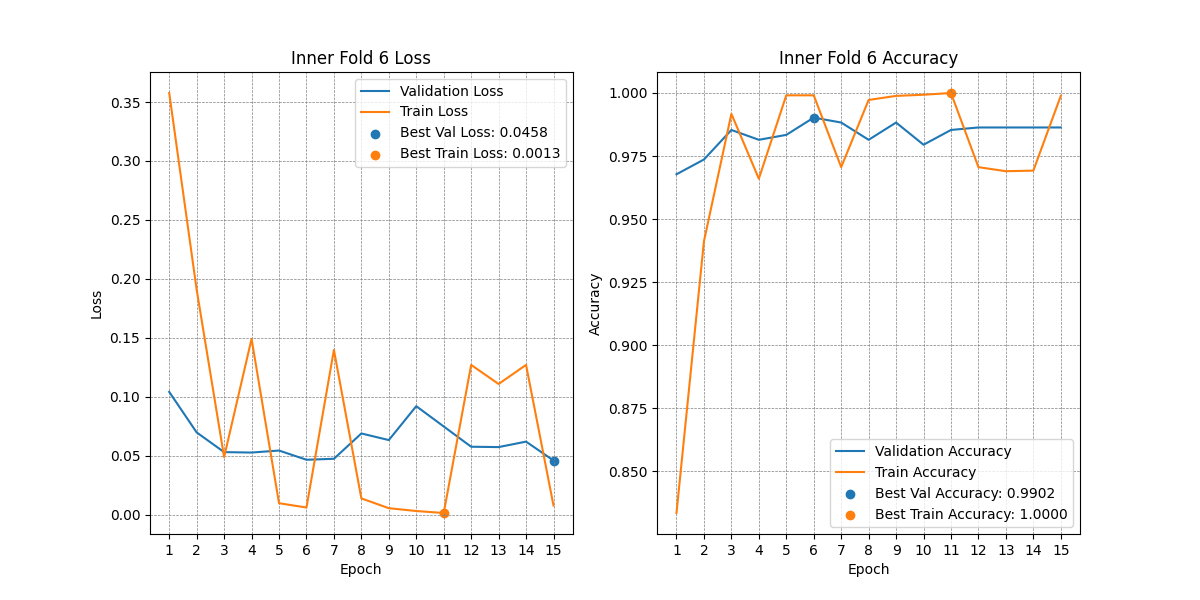 Inner Fold 6 Loss
Validation Loss
Train Loss
Best Val Loss: 0.0458
Best Train Loss: 0.0013
0.35
0.30
0.25
0.20
0.15
0.10
0.05
0.00
Loss
1 2 3 4 5 6 7 8 9 10 11 12 13 14 15
Epoch
Inner Fold 6 Accuracy
1.000
0.975
0.950
0.925
0.900
0.875
0.850
Accuracy
Validation Accuracy
Train Accuracy
Best Val Accuracy: 0.9902
Best Train Accuracy: 1.0000
1 2 3 4 5 6 7 8 9 10 11 12 13 14 15
Epoch